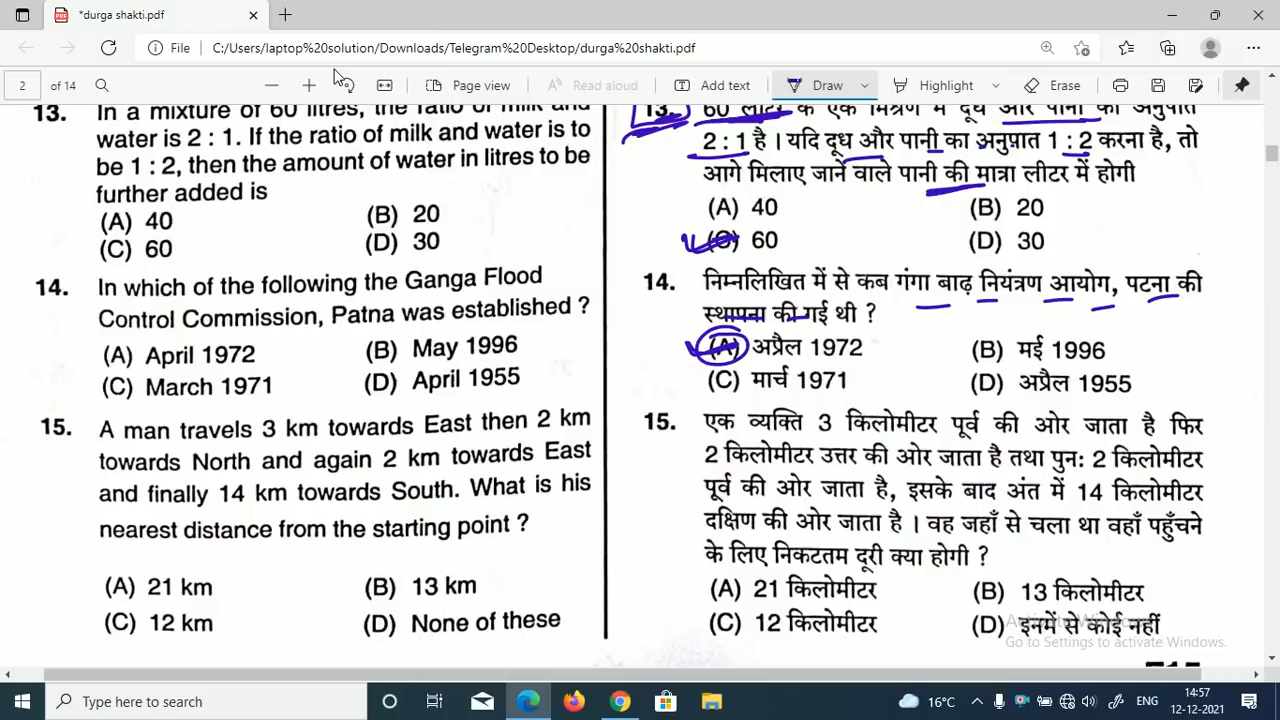 *durga shakti.pdf
File
C:/Users/laptop%20solution/Downloads/Telegram%20Desktop/durga%20shakti.pdf
2 of 14
Page view
Read aloud
Add text
Draw
Highlight
Erase
13. In a mixture of 60 litres, the ratio of milk and
water is 2 : 1. If the ratio of milk and water is to
be 1 : 2, then the amount of water in litres to be
further added is
(A) 40 (B) 20
(C) 60 (D) 30
14. In which of the following the Ganga Flood
Control Commission, Patna was established ?
(A) April 1972 (B) May 1996
(C) March 1971 (D) April 1955
15. A man travels 3 km towards East then 2 km
towards North and again 2 km towards East
and finally 14 km towards South. What is his
nearest distance from the starting point ?
(A) 21 km (B) 13 km
(C) 12 km (D) None of these
13. 60 लीटर के एक मिश्रण में दूध और पानी का अनुपात
2 : 1 है। यदि दूध और पानी का अनुपात 1 : 2 करना है, तो
आगे मिलाए जाने वाले पानी की मात्रा लीटर में होगी
(A) 40 (B) 20
(C) 60 (D) 30
14. निम्नलिखित में से कब गंगा बाढ़ नियंत्रण आयोग, पटना की
स्थापना की गई थी ?
(A) अप्रैल 1972 (B) मई 1996
(C) मार्च 1971 (D) अप्रैल 1955
15. एक व्यक्ति 3 किलोमीटर पूर्व की ओर जाता है फिर
2 किलोमीटर उत्तर की ओर जाता है तथा पुन: 2 किलोमीटर
पूर्व की ओर जाता है, इसके बाद अंत में 14 किलोमीटर
दक्षिण की ओर जाता है। वह जहाँ से चला था वहाँ पहुँचने
के लिए निकटतम दूरी क्या होगी ?
(A) 21 किलोमीटर (B) 13 किलोमीटर
(C) 12 किलोमीटर (D) इनमें से कोई नहीं
Activate Windows
Go to Settings to activate Windows.
Type here to search
16°C
ENG
14:57
12-12-2021